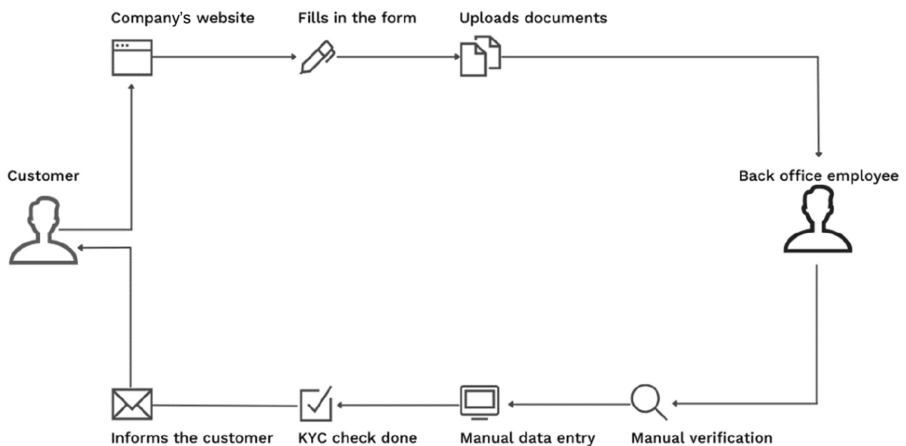 Company's website
Fills in the form
Uploads documents
Customer
Back office employee
Informs the customer
KYC check done
Manual data entry
Manual verification